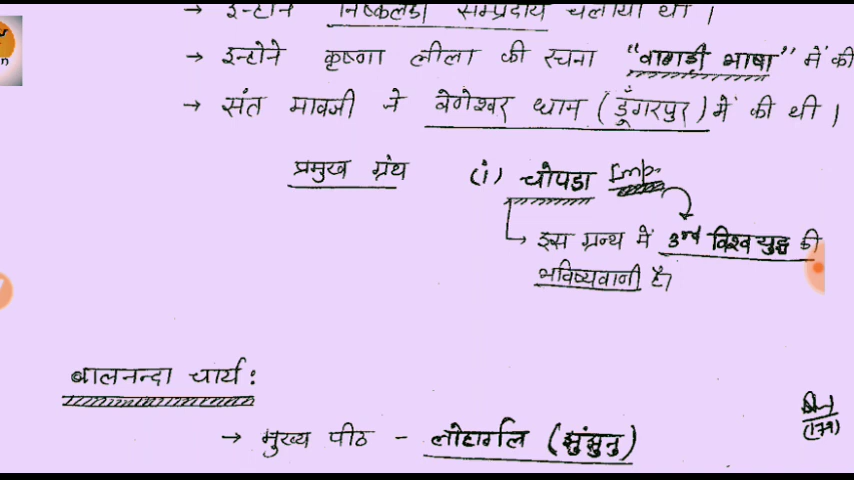 → इन्होंने निष्कलंकी सम्प्रदाय चलाया था।
→ इन्होने कृष्णा लीला की रचना "वागड़ी भाषा" में की
→ संत मावजी ने बेणेश्वर धाम (डूँगरपुर) में की थी।
प्रमुख ग्रंथ (i) चोपडा Imp.
→ इस ग्रन्थ में 3rd विश्व युद्ध की
भविष्यवानी है।
बालनन्दा चार्य:
→ मुख्य पीठ - लोहार्गल (झुंझुनु)
(179)